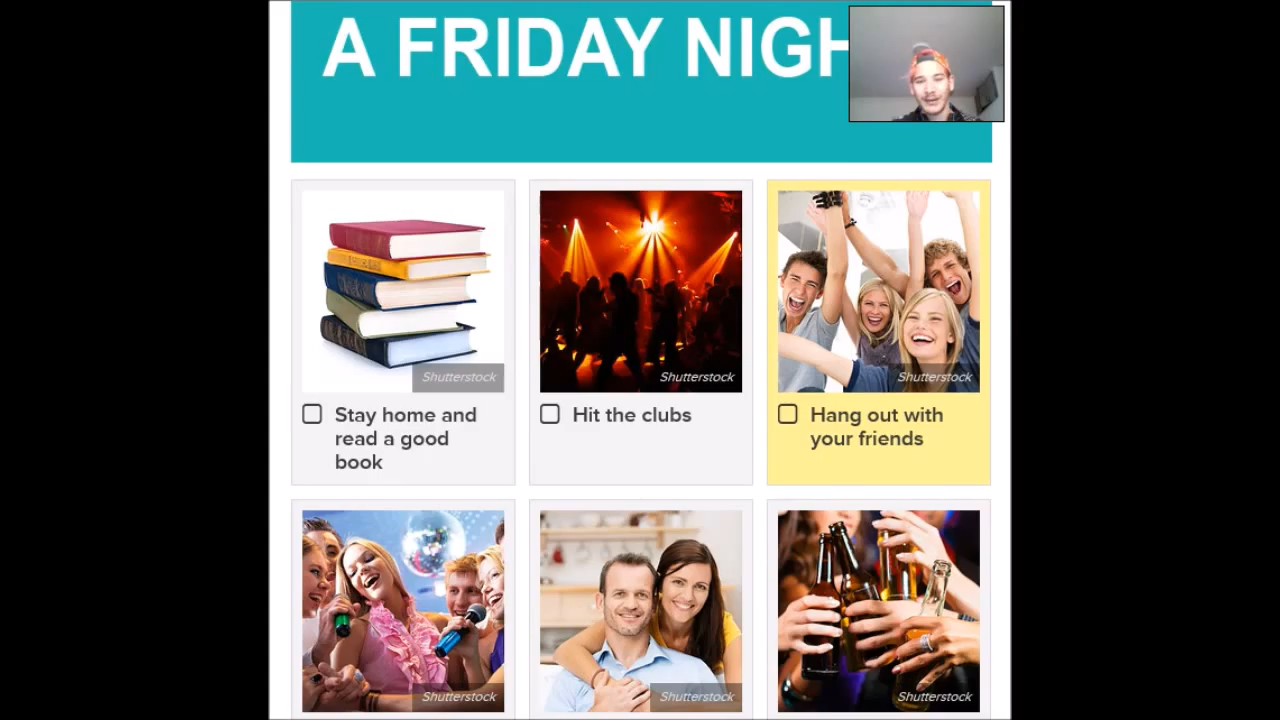 A FRIDAY NIGH
Shutterstock
Shutterstock
Shutterstock
Stay home and
read a good
book
Hit the clubs
Hang out with
your friends
Shutterstock
Shutterstock
Shutterstock